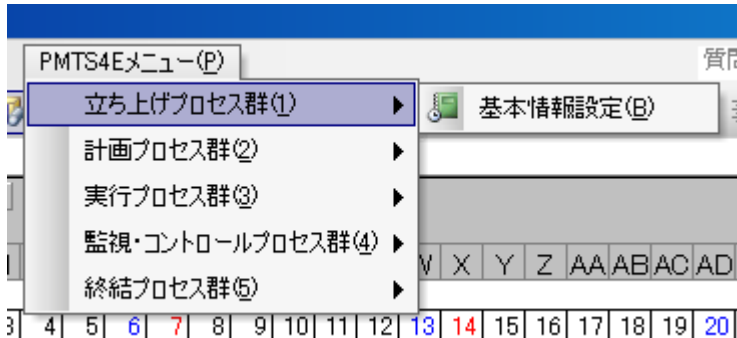 PMTS4Eメニュー(P)
質問
立ち上げプロセス群(1)
基本情報設定(B)
計画プロセス群(2)
実行プロセス群(3)
監視・コントロールプロセス群(4)
W X Y Z AA AB AC AD
終結プロセス群(5)
3 4 5 6 7 8 9 10 11 12 13 14 15 16 17 18 19 20